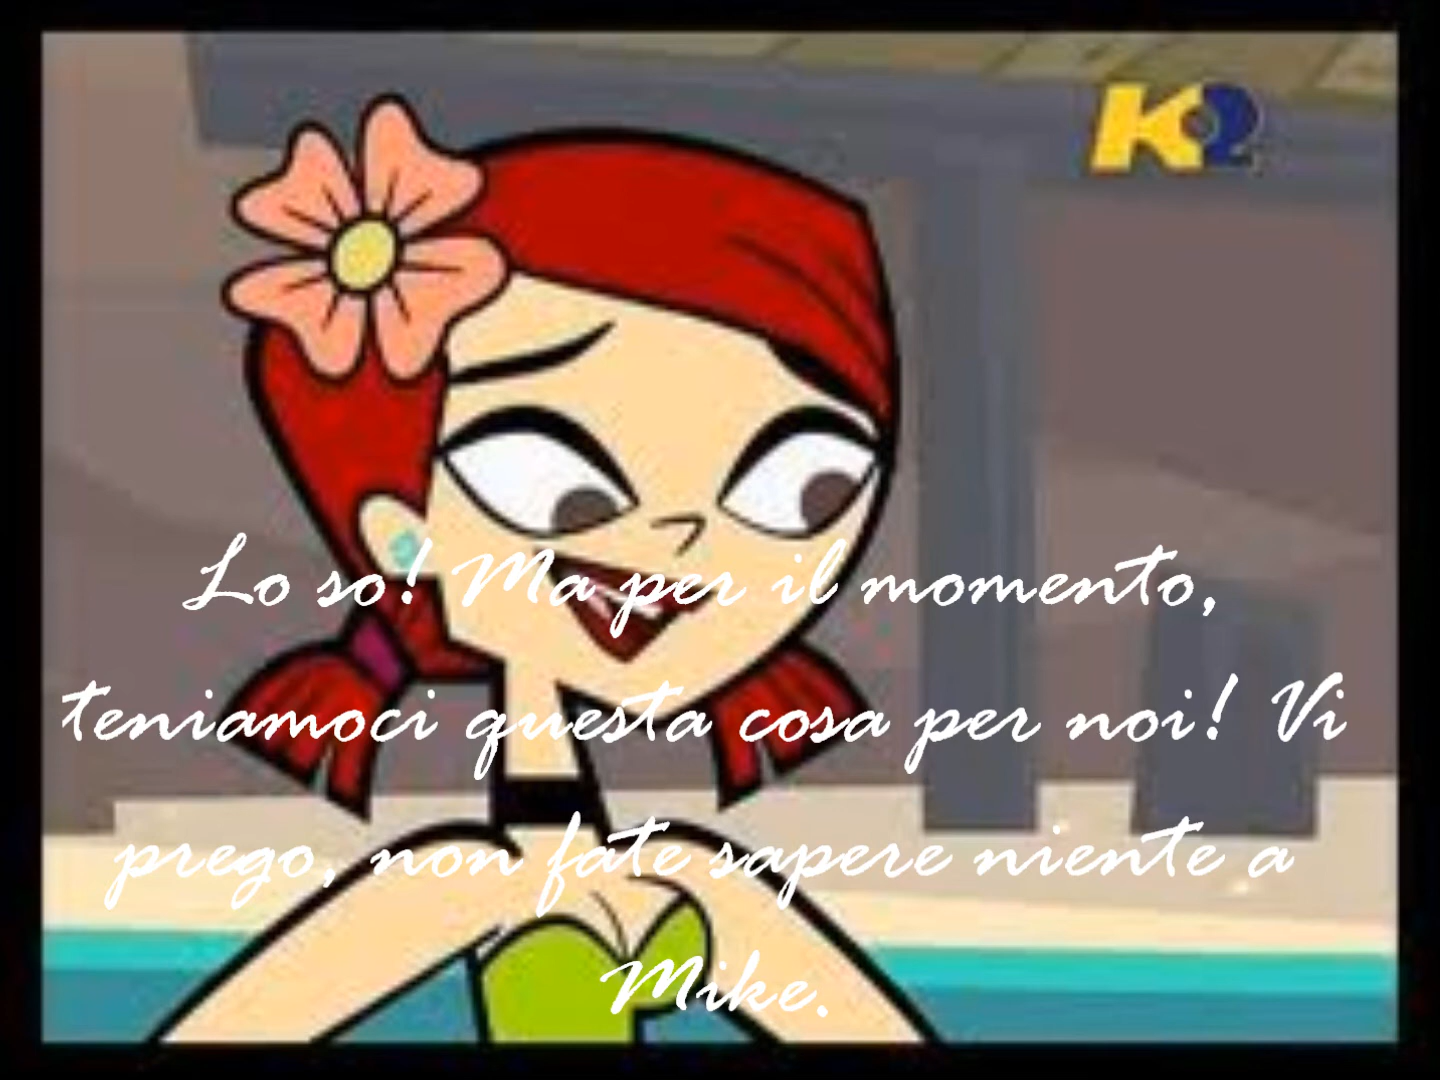 K2
Lo so! Ma per il momento,
teniamoci questa cosa per noi! Vi
prego, non fate sapere niente a
Mike.